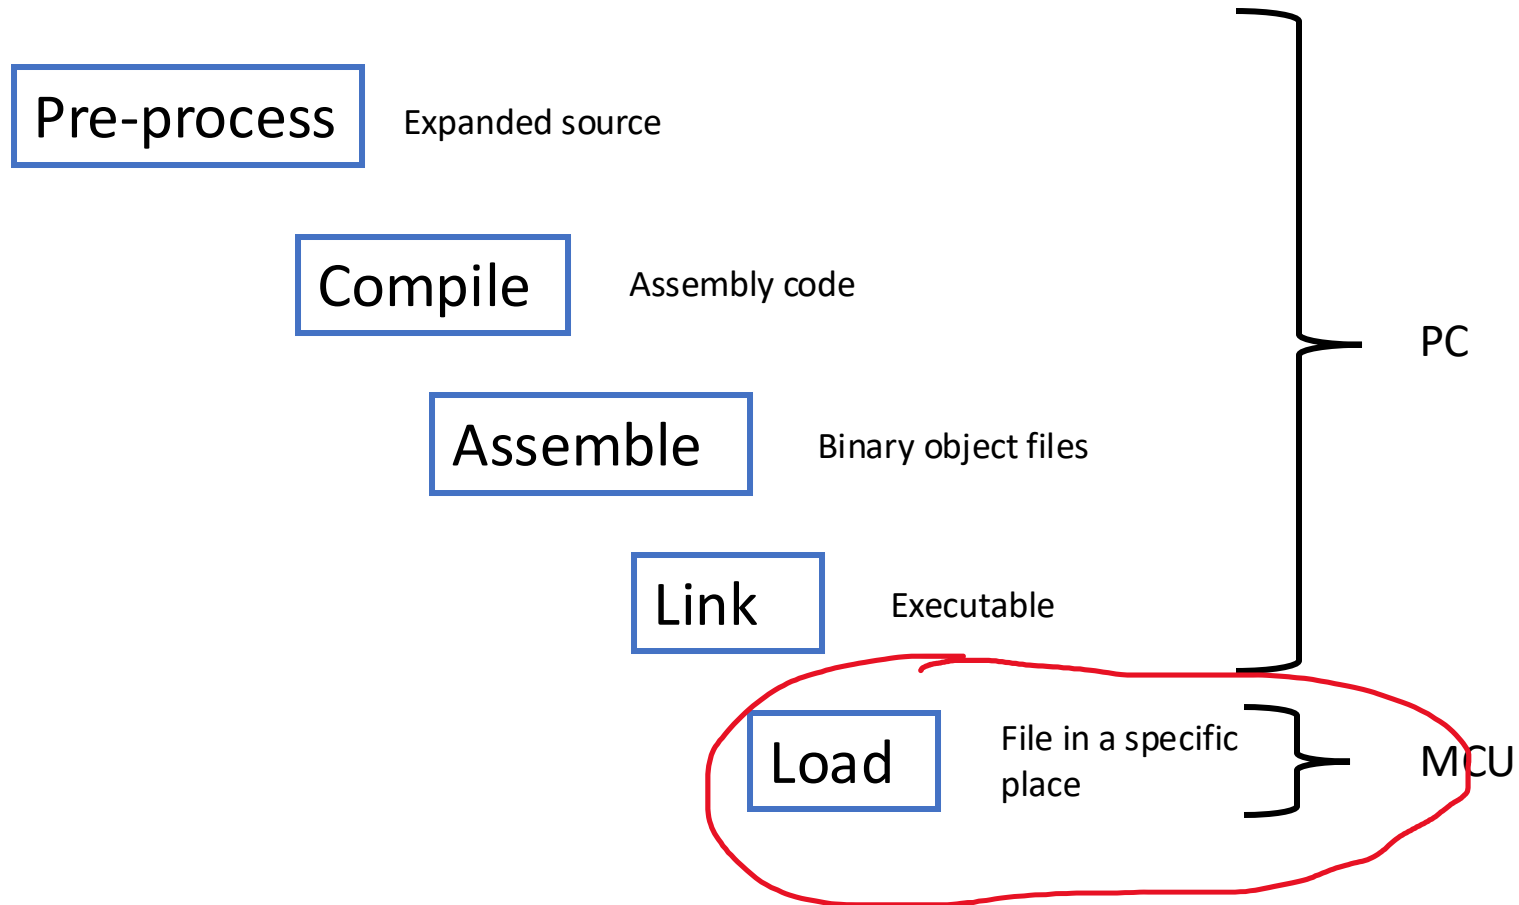 Pre-process
Expanded source
Compile
Assembly code
PC
Assemble
Binary object files
Link
Executable
Load
File in a specific
place
MCU